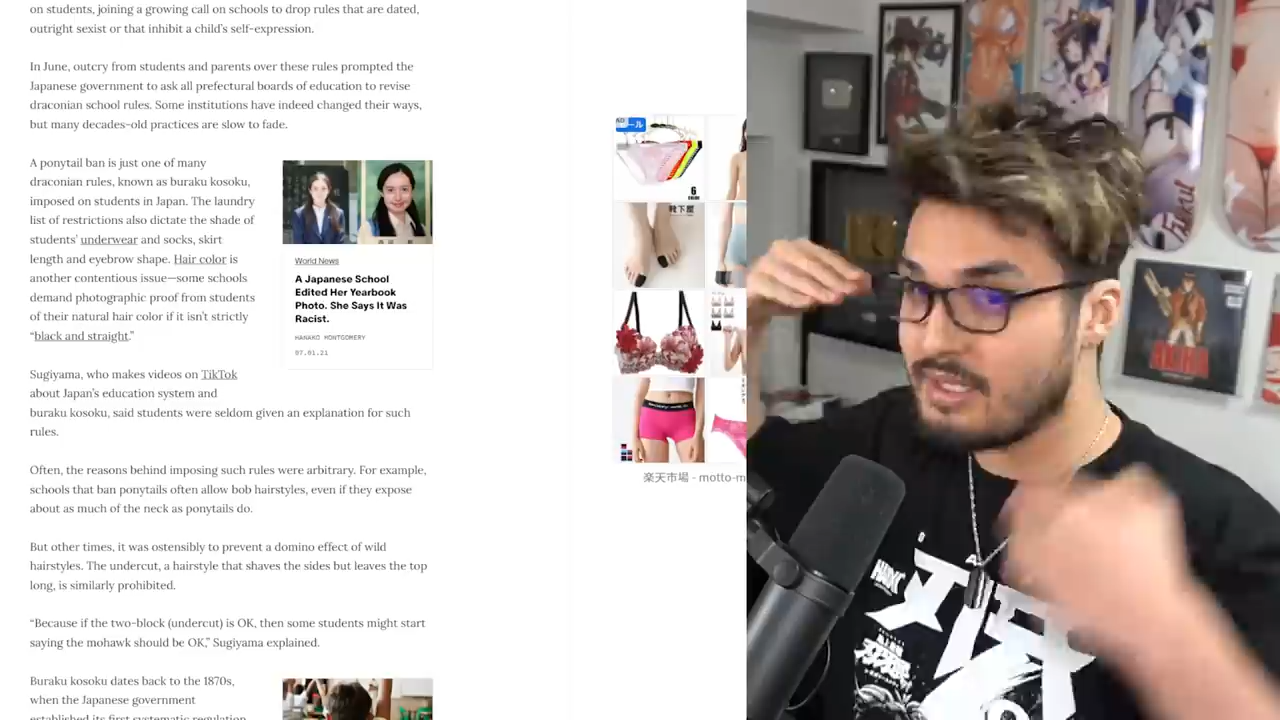 on students, joining a growing call on schools to drop rules that are dated,
outright sexist or that inhibit a child's self-expression.
In June, outcry from students and parents over these rules prompted the
Japanese government to ask all prefectural boards of education to revise
draconian school rules. Some institutions have indeed changed their ways,
but many decades-old practices are slow to fade.
A ponytail ban is just one of many
draconian rules, known as buraku kosoku,
imposed on students in Japan. The laundry
list of restrictions also dictate the shade of
students' underwear and socks, skirt
length and eyebrow shape. Hair color is
another contentious issue—some schools
demand photographic proof from students
of their natural hair color if it isn't strictly
“black and straight.”
World News
A Japanese School
Edited Her Yearbook
Photo. She Says It Was
Racist.
HANAKO MONTGOMERY
07.01.21
Sugiyama, who makes videos on TikTok
about Japan's education system and
buraku kosoku, said students were seldom given an explanation for such
rules.
Often, the reasons behind imposing such rules were arbitrary. For example,
schools that ban ponytails often allow bob hairstyles, even if they expose
about as much of the neck as ponytails do.
But other times, it was ostensibly to prevent a domino effect of wild
hairstyles. The undercut, a hairstyle that shaves the sides but leaves the top
long, is similarly prohibited.
“Because if the two-block (undercut) is OK, then some students might start
saying the mohawk should be OK,” Sugiyama explained.
Buraku kosoku dates back to the 1870s,
when the Japanese government
established its first systematic regulation
6
靴下屋
楽天市場 - motto-m
AKIRA